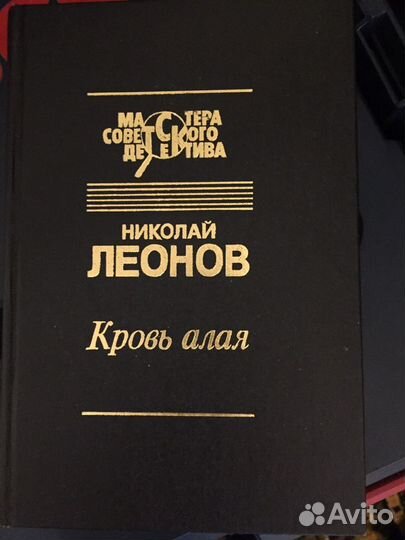 МАСТЕРА
СОВЕТСКОГО
ДЕТЕКТИВА
НИКОЛАЙ
ЛЕОНОВ
Кровь алая
Avito